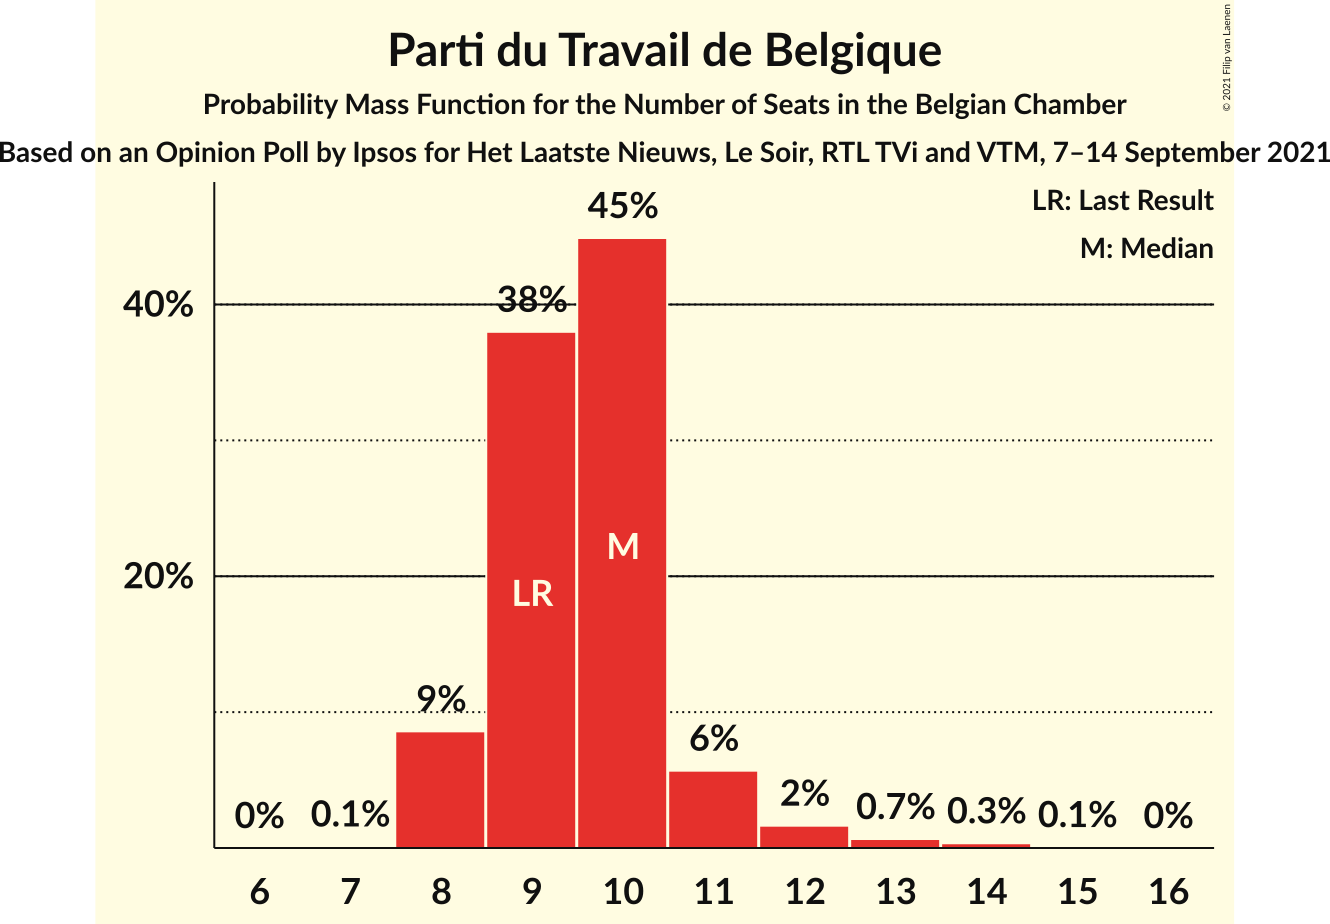 Parti du Travail de Belgique
Probability Mass Function for the Number of Seats in the Belgian Chamber
Based on an Opinion Poll by Ipsos for Het Laatste Nieuws, Le Soir, RTL TVi and VTM, 7–14 September 2021
© 2021 Filip van Laenen
LR: Last Result
M: Median
45%
40%
38%
M
20%
LR
9%
6%
2%
0%
0.1%
0.7%
0.3%
0.1%
0%
6 7 8 9 10 11 12 13 14 15 16